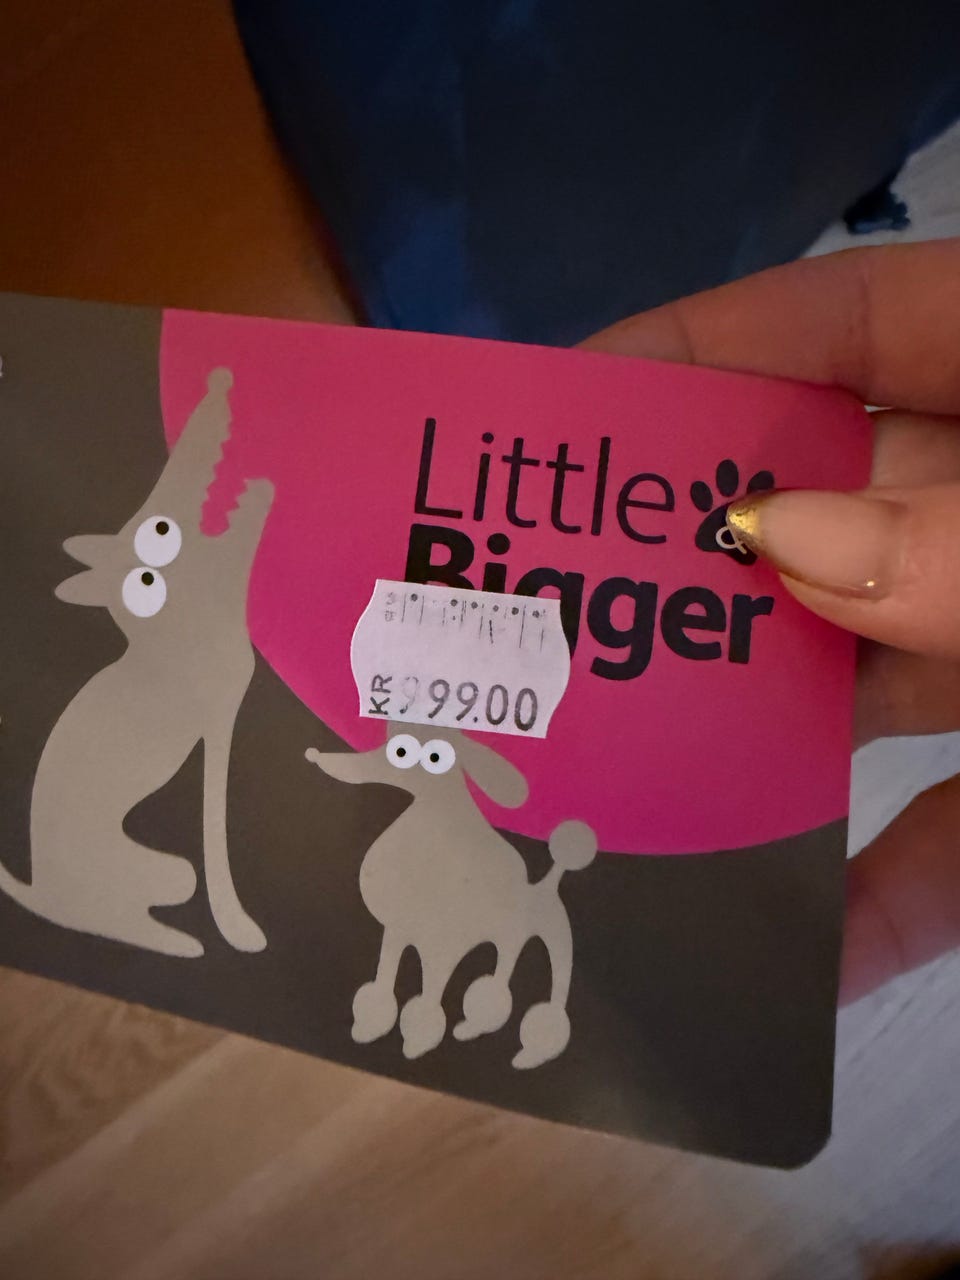 Little &
Bigger
KR 999.00